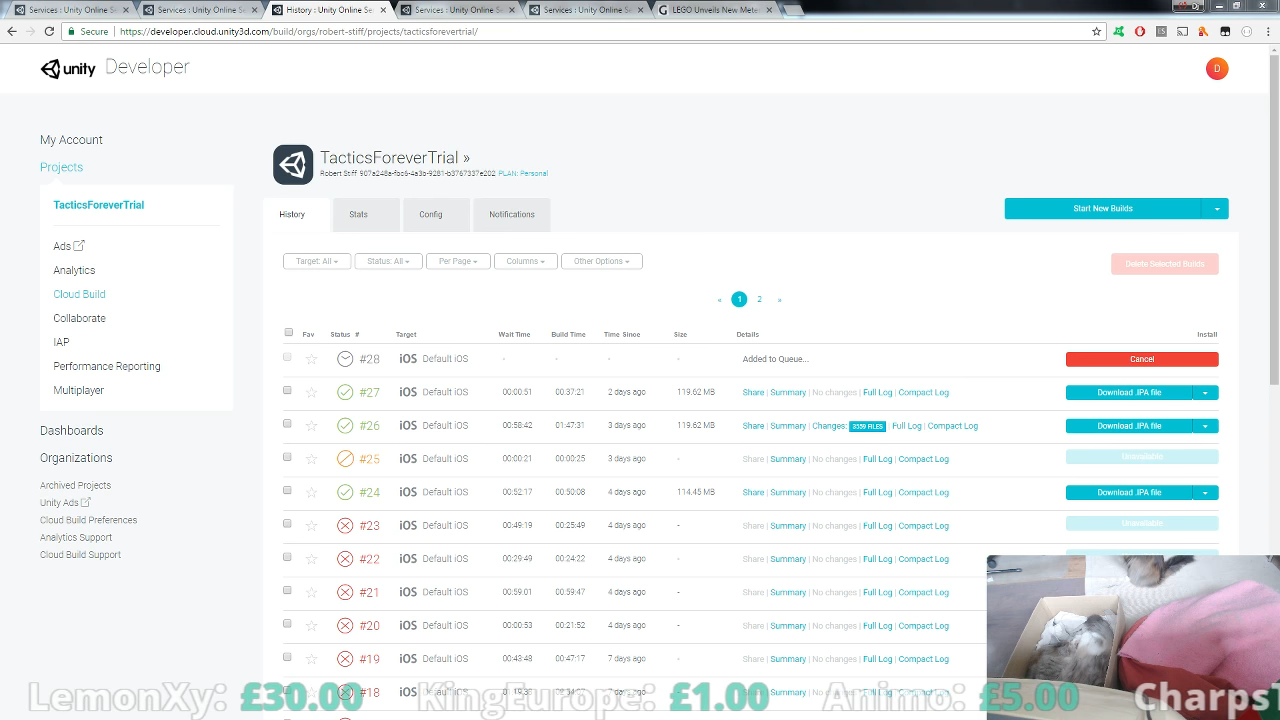 Services : Unity Online Se
Services : Unity Online Se
History : Unity Online Ser
Services : Unity Online Se
Services : Unity Online Se
LEGO Unveils New Mete
Secure
https://developer.cloud.unity3d.com/build/orgs/robert-stiff/projects/tacticsforevertrial/
unity Developer
D
My Account
Projects
TacticsForeverTrial
Ads
Analytics
Cloud Build
Collaborate
IAP
Performance Reporting
Multiplayer
Dashboards
Organizations
Archived Projects
Unity Ads
Cloud Build Preferences
Analytics Support
Cloud Build Support
TacticsForeverTrial »
Robert Stiff PLAN: Personal
History Stats Config Notifications
Start New Builds
Target: All Status: All Per Page Columns Other Options
Delete Selected Builds
« 1 2 »
Fav Status # Target Wait Time Build Time Time Since Size Details Install
#28 iOS Default iOS - - - - Added to Queue... Cancel
#27 iOS Default iOS 00:00:51 00:37:21 2 days ago 119.62 MB Share | Summary | No changes | Full Log | Compact Log Download .IPA file
#26 iOS Default iOS 01:47:31 3 days ago 119.62 MB Share | Summary | Changes: 3559 FILES | Full Log | Compact Log Download .IPA file
#25 iOS Default iOS 00:00:21 00:00:25 3 days ago - Share | Summary | No changes | Full Log | Compact Log Unavailable
#24 iOS Default iOS 00:52:17 00:50:08 4 days ago 114.45 MB Share | Summary | No changes | Full Log | Compact Log Download .IPA file
#23 iOS Default iOS 00:49:19 00:25:49 4 days ago - Share | Summary | No changes | Full Log | Compact Log Unavailable
#22 iOS Default iOS 00:29:49 00:24:22 4 days ago - Share | Summary | No changes | Full Log | Compact Log
#21 iOS Default iOS 00:59:01 00:59:47 4 days ago - Share | Summary | No changes | Full Log | Compact Log
#20 iOS Default iOS 00:00:53 00:21:52 4 days ago - Share | Summary | No changes | Full Log | Compact Log
#19 iOS Default iOS 00:43:48 00:47:17 7 days ago - Share | Summary | No changes | Full Log | Compact Log
#18 iOS
LemonXy: £30.00 KingEurope: £1.00 Animo: £5.00 Charps